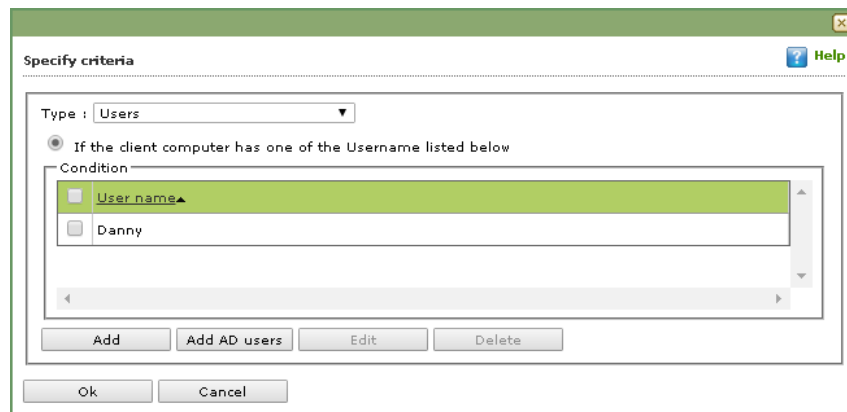 Specify criteria
? Help
Type : Users
If the client computer has one of the Username listed below
Condition
User name
Danny
Add Add AD users Edit Delete
Ok Cancel